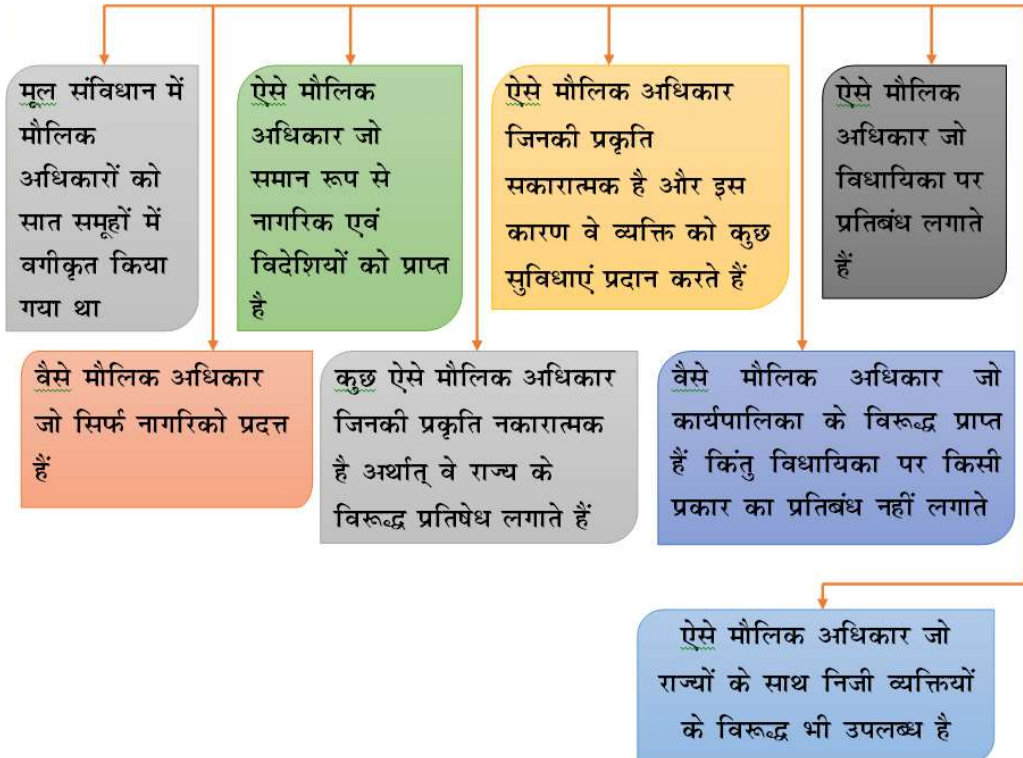 मूल संविधान में
मौलिक
अधिकारों को
सात समूहों में
वगीकृत किया
गया था
ऐसे मौलिक
अधिकार जो
समान रूप से
नागरिक एवं
विदेशियों को प्राप्त
है
ऐसे मौलिक अधिकार
जिनकी प्रकृति
सकारात्मक है और इस
कारण वे व्यक्ति को कुछ
सुविधाएं प्रदान करते हैं
ऐसे मौलिक
अधिकार जो
विधायिका पर
प्रतिबंध लगाते
हैं
वैसे मौलिक अधिकार
जो सिर्फ नागरिको प्रदत्त
हैं
कुछ ऐसे मौलिक अधिकार
जिनकी प्रकृति नकारात्मक
है अर्थात् वे राज्य के
विरूद्ध प्रतिषेध लगाते हैं
वैसे मौलिक अधिकार जो
कार्यपालिका के विरूद्ध प्राप्त
हैं किंतु विधायिका पर किसी
प्रकार का प्रतिबंध नहीं लगाते
ऐसे मौलिक अधिकार जो
राज्यों के साथ निजी व्यक्तियों
के विरूद्ध भी उपलब्ध है